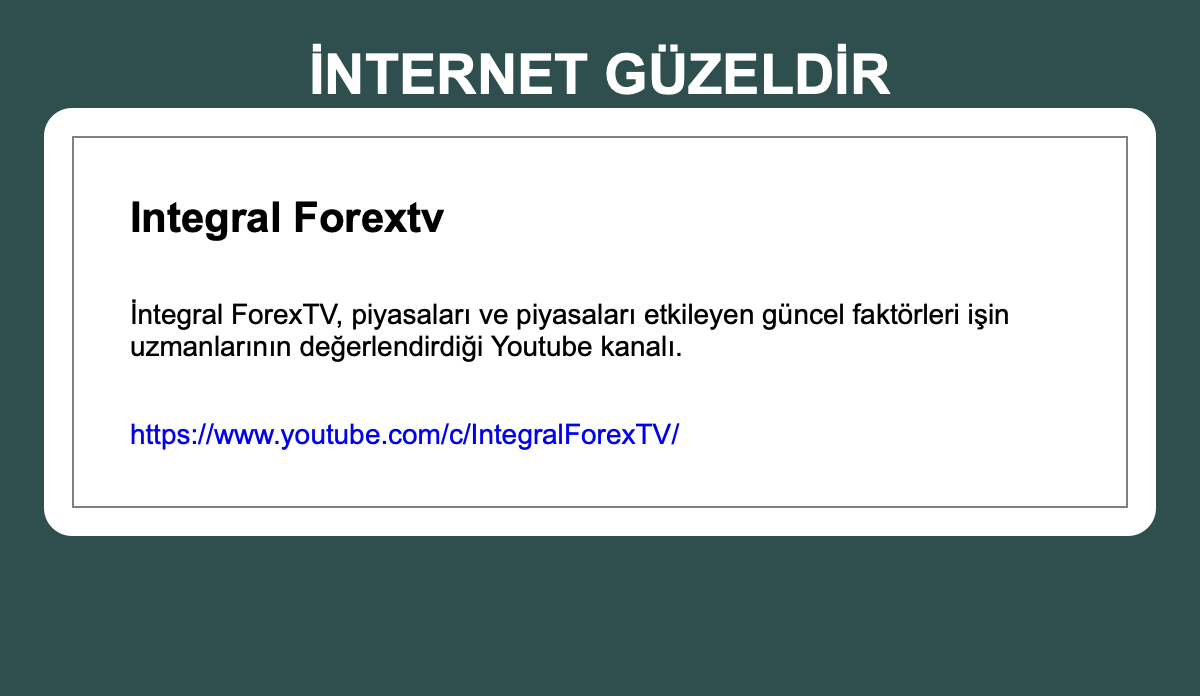 İNTERNET GÜZELDİR
Integral Forextv
İntegral ForexTV, piyasaları ve piyasaları etkileyen güncel faktörleri işin
uzmanlarının değerlendirdiği Youtube kanalı.
https://www.youtube.com/c/IntegralForexTV/